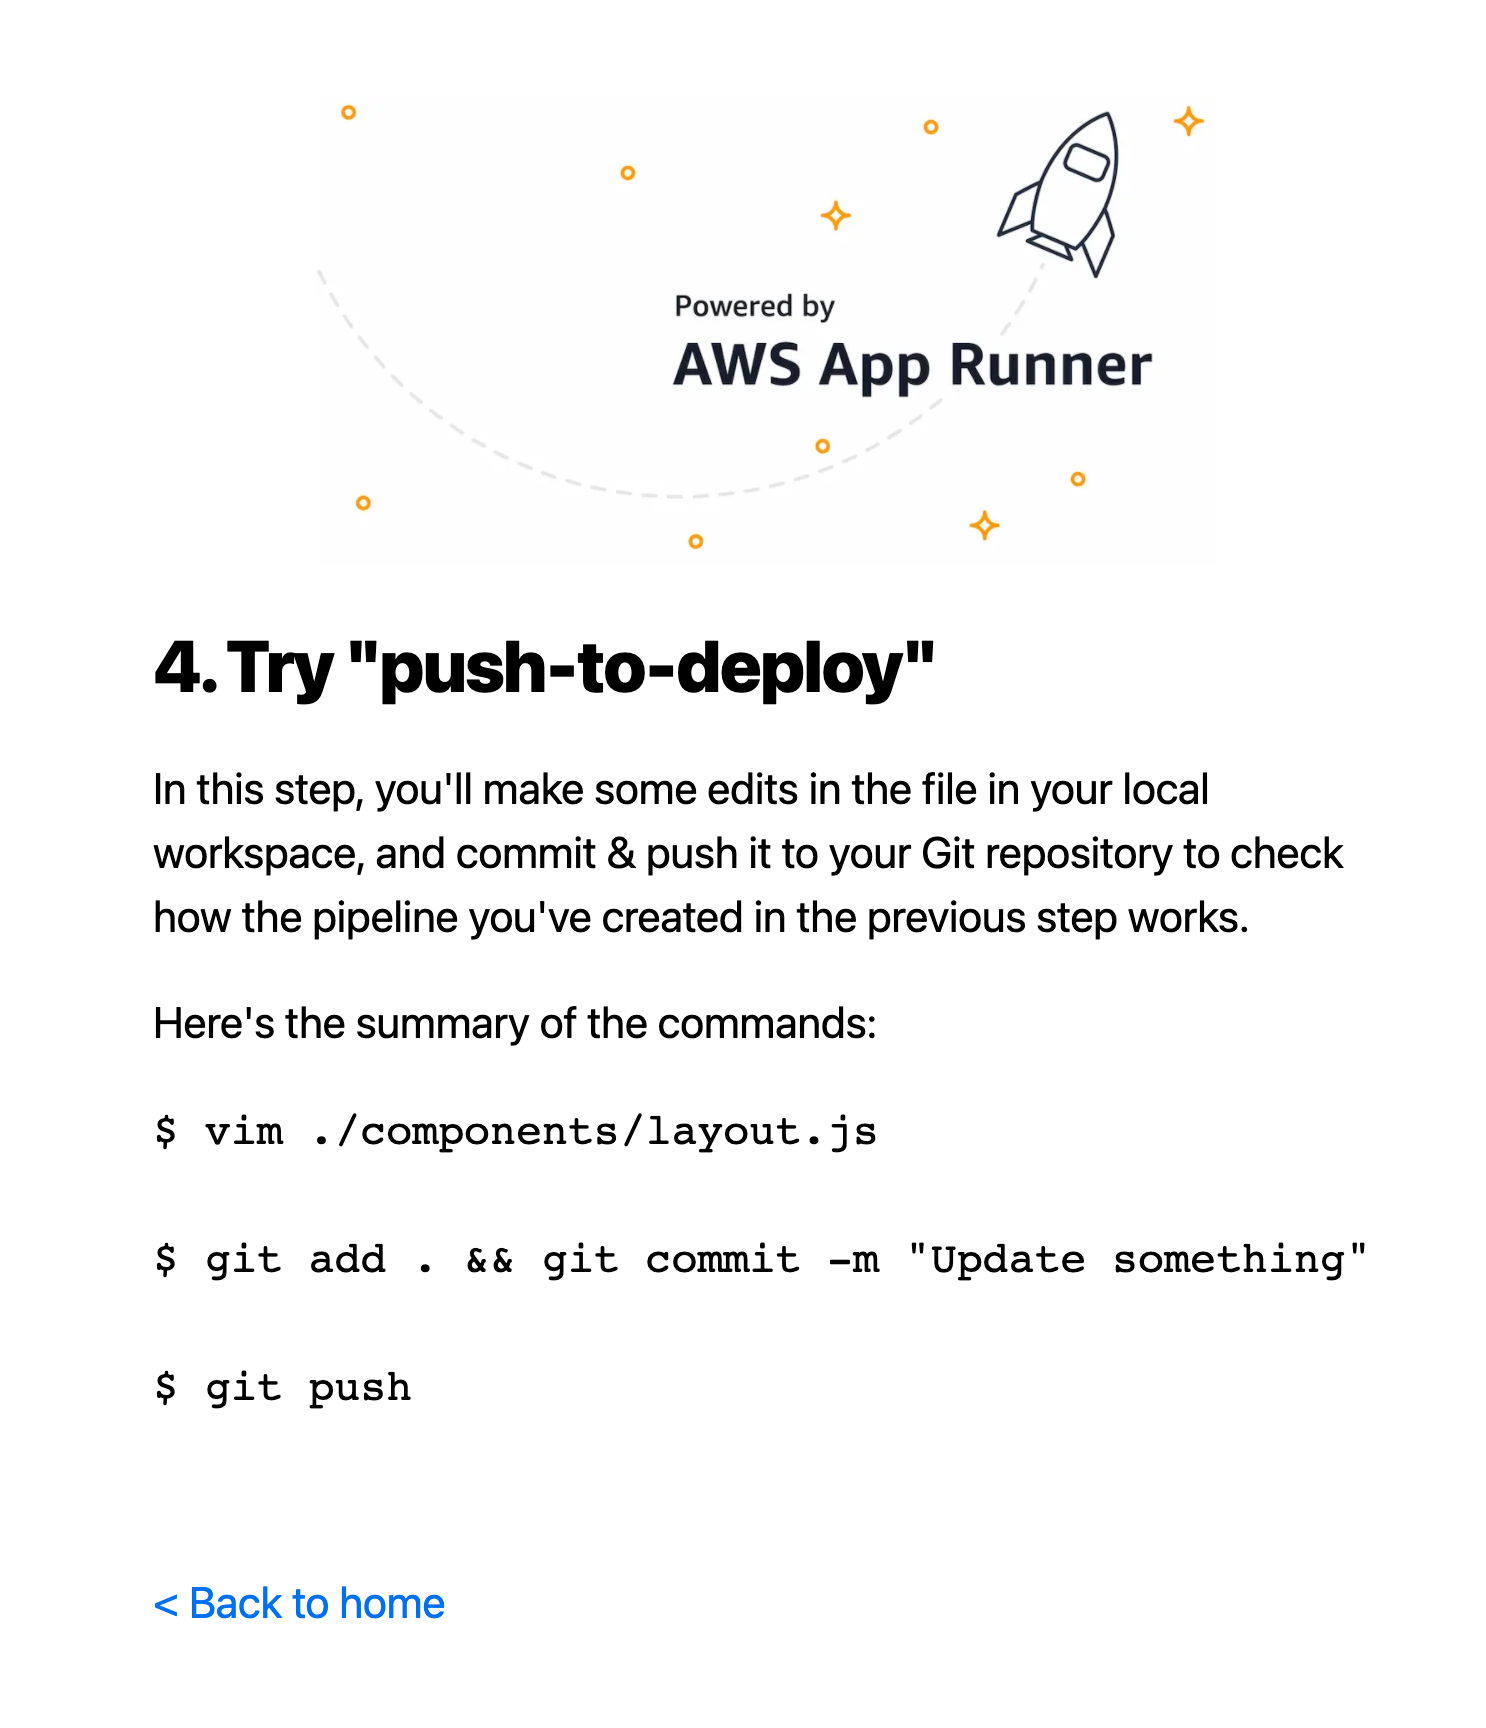 Powered by
AWS App Runner
4. Try "push-to-deploy"
In this step, you'll make some edits in the file in your local
workspace, and commit & push it to your Git repository to check
how the pipeline you've created in the previous step works.
Here's the summary of the commands:
$ vim ./components/layout.js
$ git add . && git commit -m "Update something"
$ git push
< Back to home